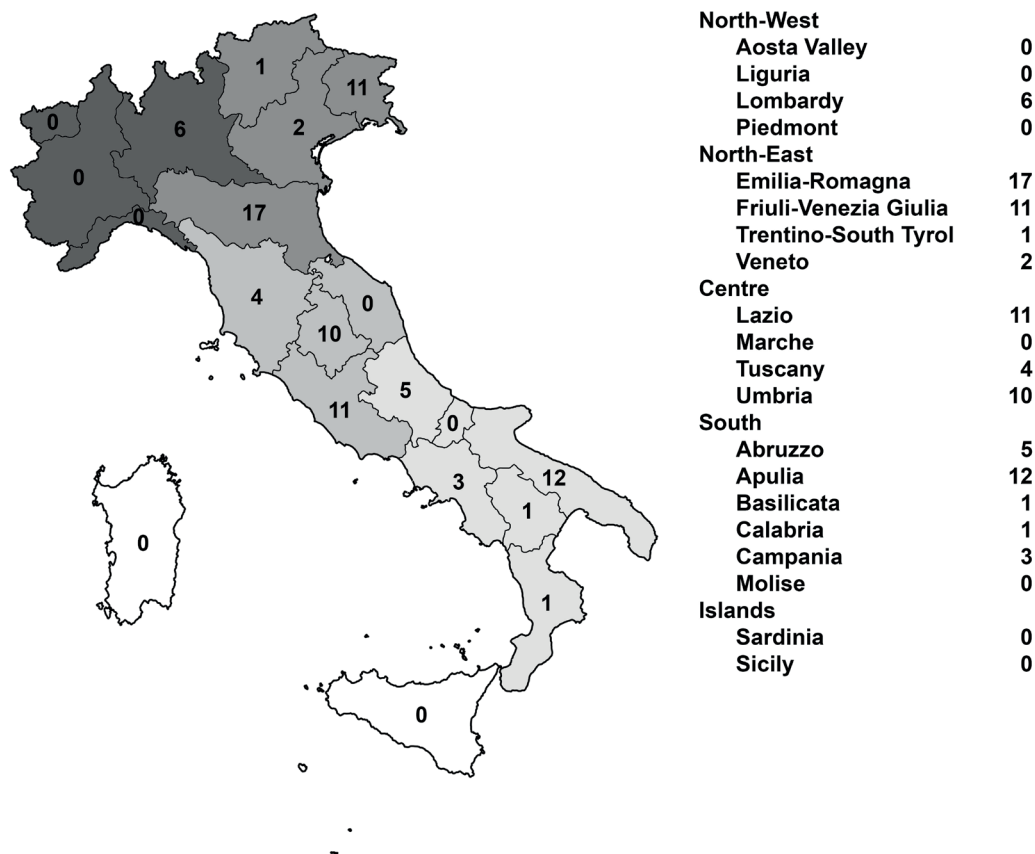 1
11
0
6
2
0
0
17
4
0
10
5
11
0
12
3
1
0
1
0
North-West
Aosta Valley 0
Liguria 0
Lombardy 6
Piedmont 0
North-East
Emilia-Romagna 17
Friuli-Venezia Giulia 11
Trentino-South Tyrol 1
Veneto 2
Centre
Lazio 11
Marche 0
Tuscany 4
Umbria 10
South
Abruzzo 5
Apulia 12
Basilicata 1
Calabria 1
Campania 3
Molise 0
Islands
Sardinia 0
Sicily 0